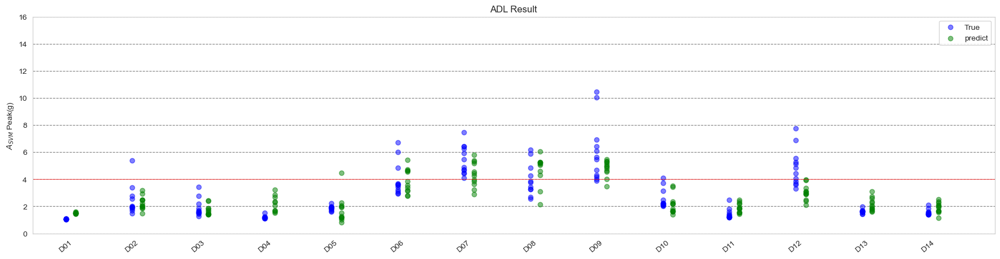 ADL Result
True
predict
A_SVM Peak(g)
16
14
12
10
8
6
4
2
0
D01 D02 D03 D04 D05 D06 D07 D08 D09 D10 D11 D12 D13 D14